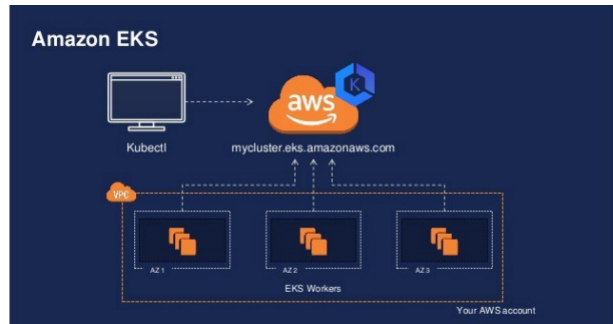 Amazon EKS
aws
K
Kubectl
mycluster.eks.amazonaws.com
VPC
AZ 1
AZ 2
AZ 3
EKS Workers
Your AWS account